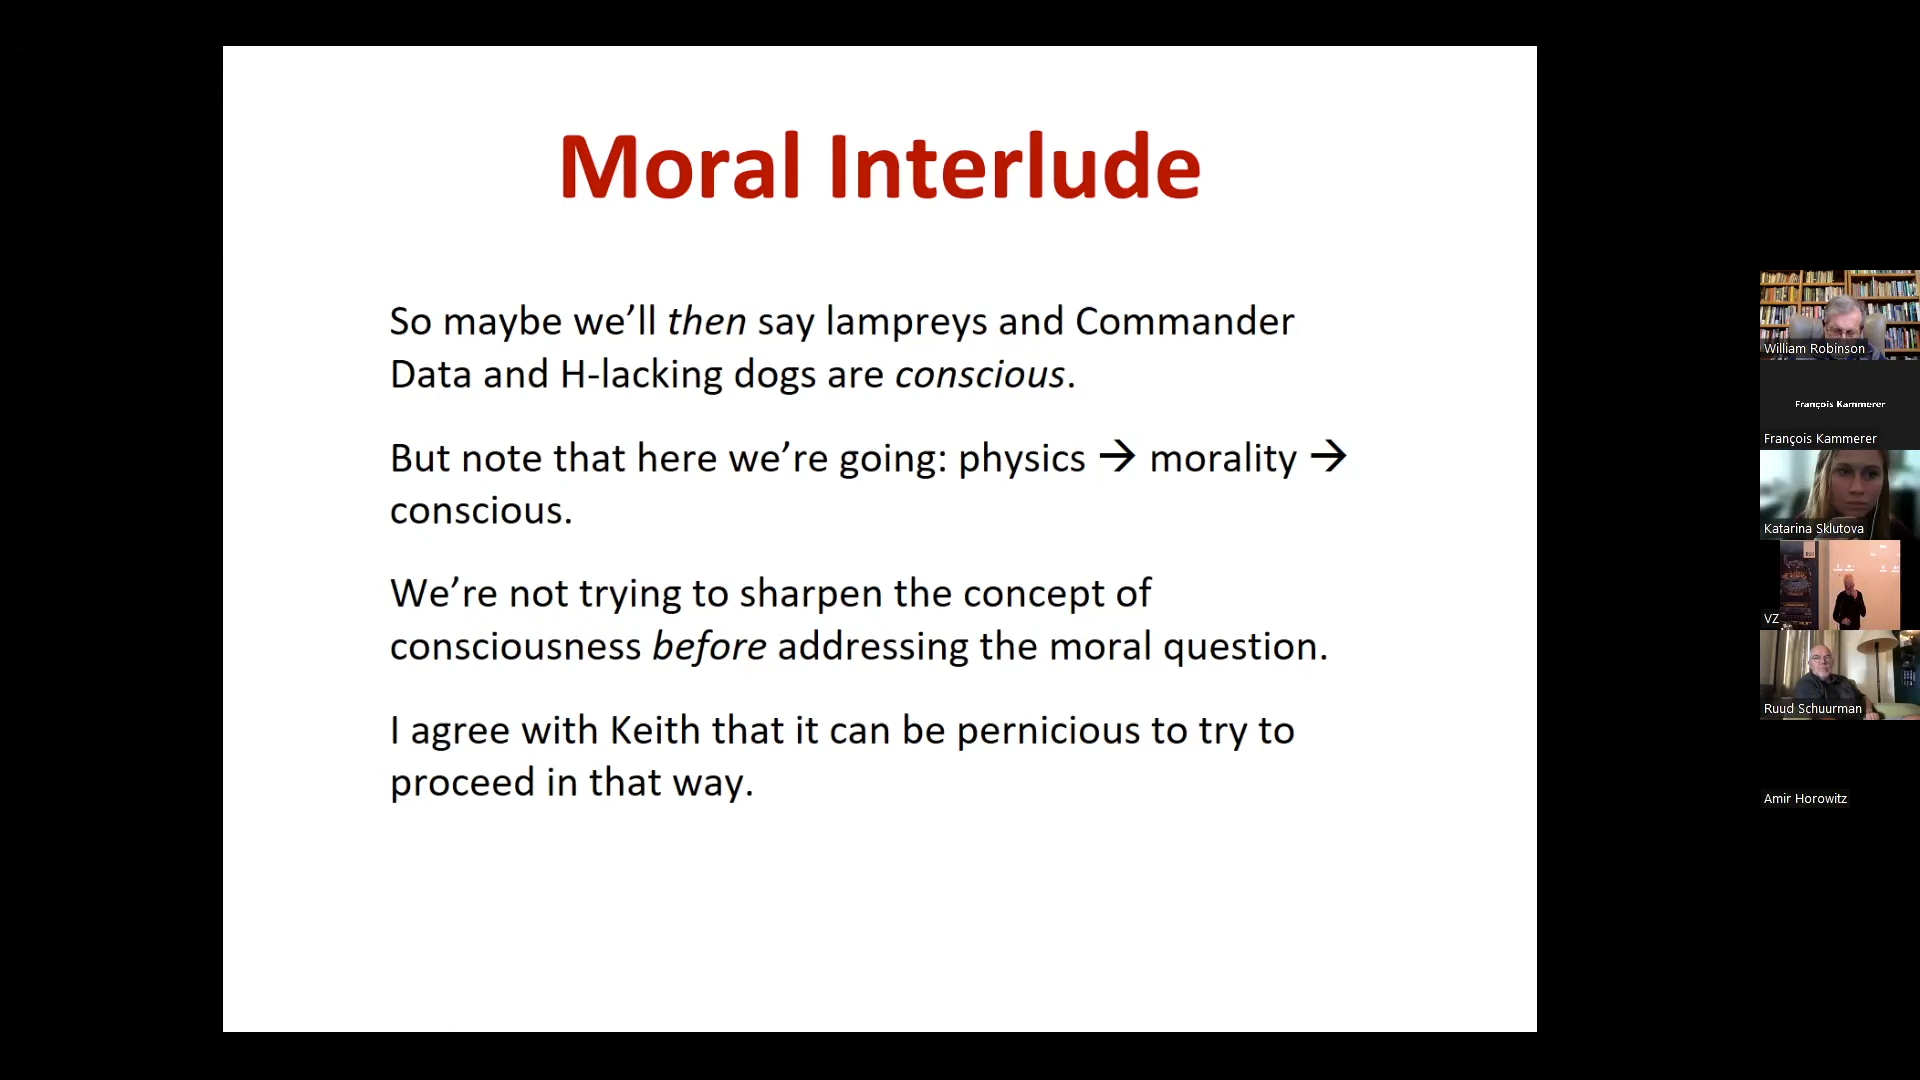 Moral Interlude
So maybe we’ll then say lampreys and Commander
Data and H-lacking dogs are conscious.
But note that here we’re going: physics → morality →
conscious.
We’re not trying to sharpen the concept of
consciousness before addressing the moral question.
I agree with Keith that it can be pernicious to try to
proceed in that way.
William Robinson
François Kammerer
François Kammerer
Katarina Sklutova
VZ
Ruud Schuurman
Amir Horowitz